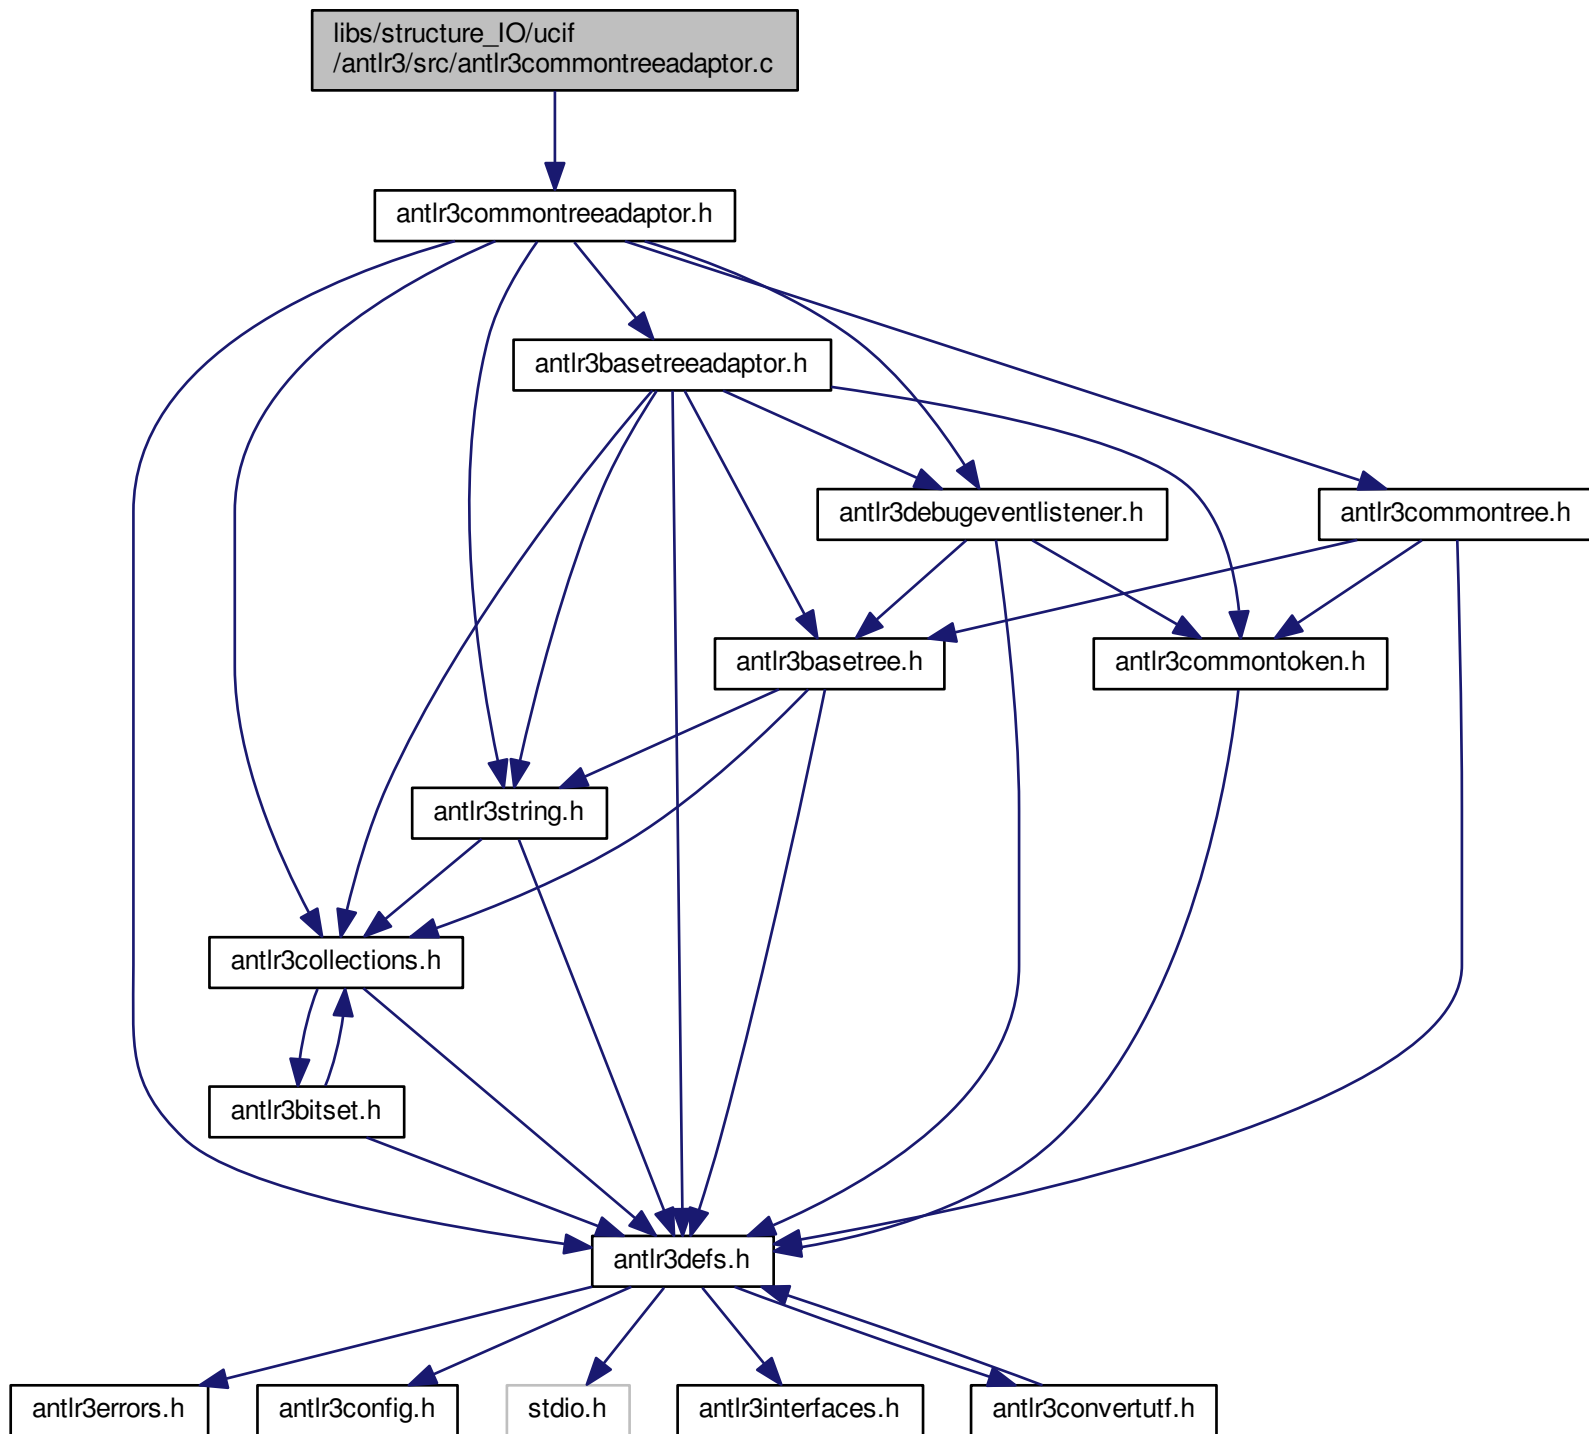 libs/structure_IO/ucif
/antlr3/src/antlr3commontreeadaptor.c
antlr3commontreeadaptor.h
antlr3basetreeadaptor.h
antlr3debugeventlistener.h
antlr3commontree.h
antlr3basetree.h
antlr3commontoken.h
antlr3string.h
antlr3collections.h
antlr3bitset.h
antlr3defs.h
antlr3errors.h
antlr3config.h
stdio.h
antlr3interfaces.h
antlr3convertutf.h